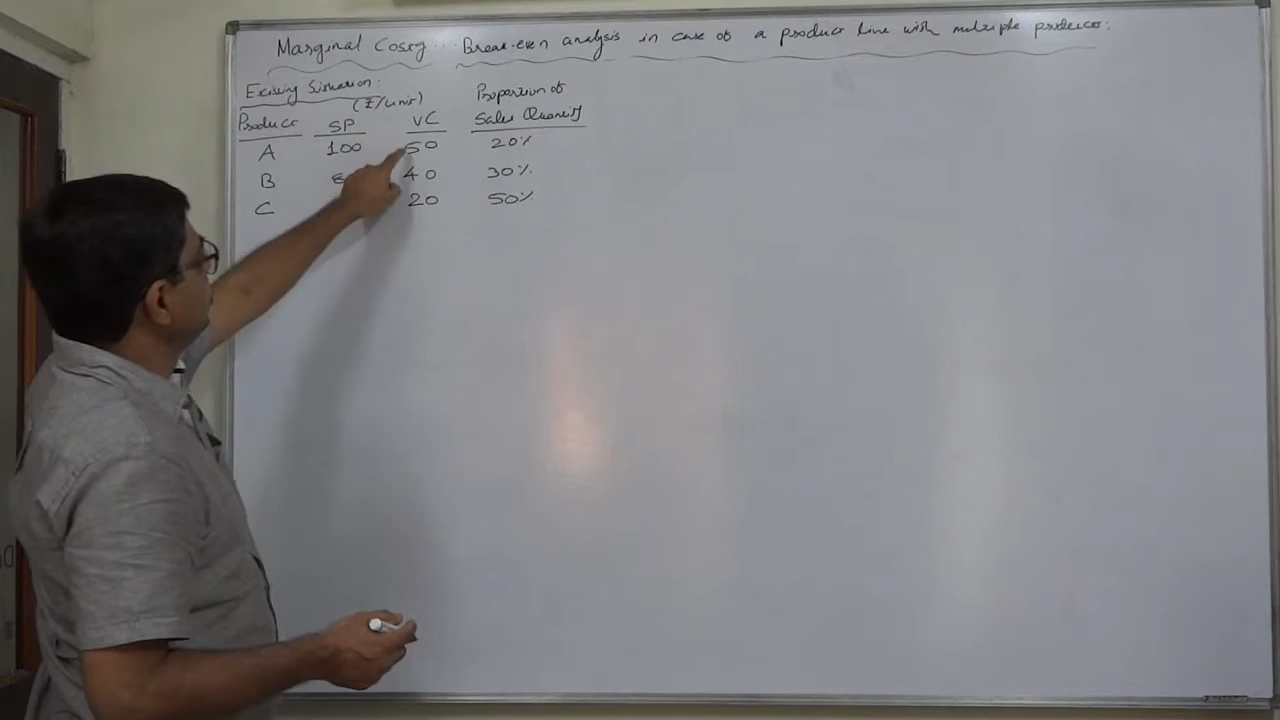 Marginal Costg... Break-even analysis in case of a product line with multiple products:
Existing Situation:
(₹/unit)
Proportion of
Product SP VC Sales Quantity
A 100 50 20%
B 40 30%
C 20 50%